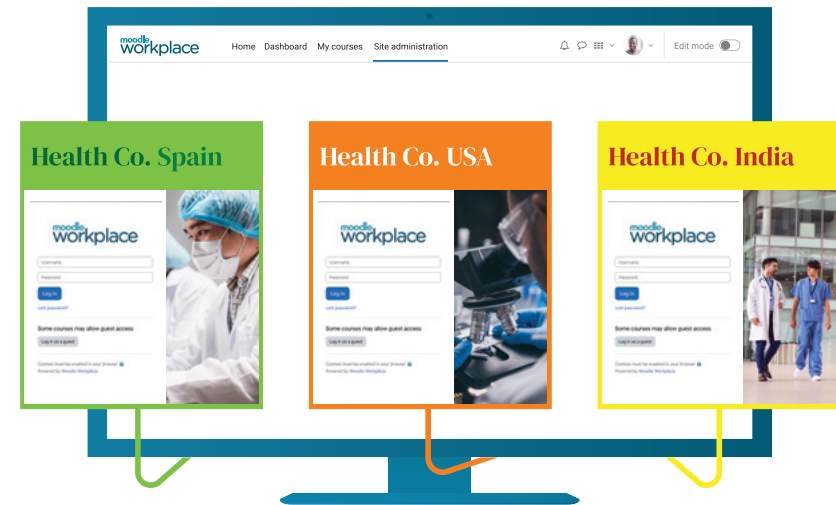 moodle
workplace
Home Dashboard My courses Site administration
Edit mode
Health Co. Spain
moodle
workplace
Username
Password
Log in
Lost password?
Some courses may allow guest access
Log in as a guest
Cookies must be enabled in your browser
Powered by Moodle Workplace
Health Co. USA
moodle
workplace
Username
Password
Log in
Lost password?
Some courses may allow guest access
Log in as a guest
Cookies must be enabled in your browser
Powered by Moodle Workplace
Health Co. India
moodle
workplace
Username
Password
Log in
Lost password?
Some courses may allow guest access
Log in as a guest
Cookies must be enabled in your browser
Powered by Moodle Workplace